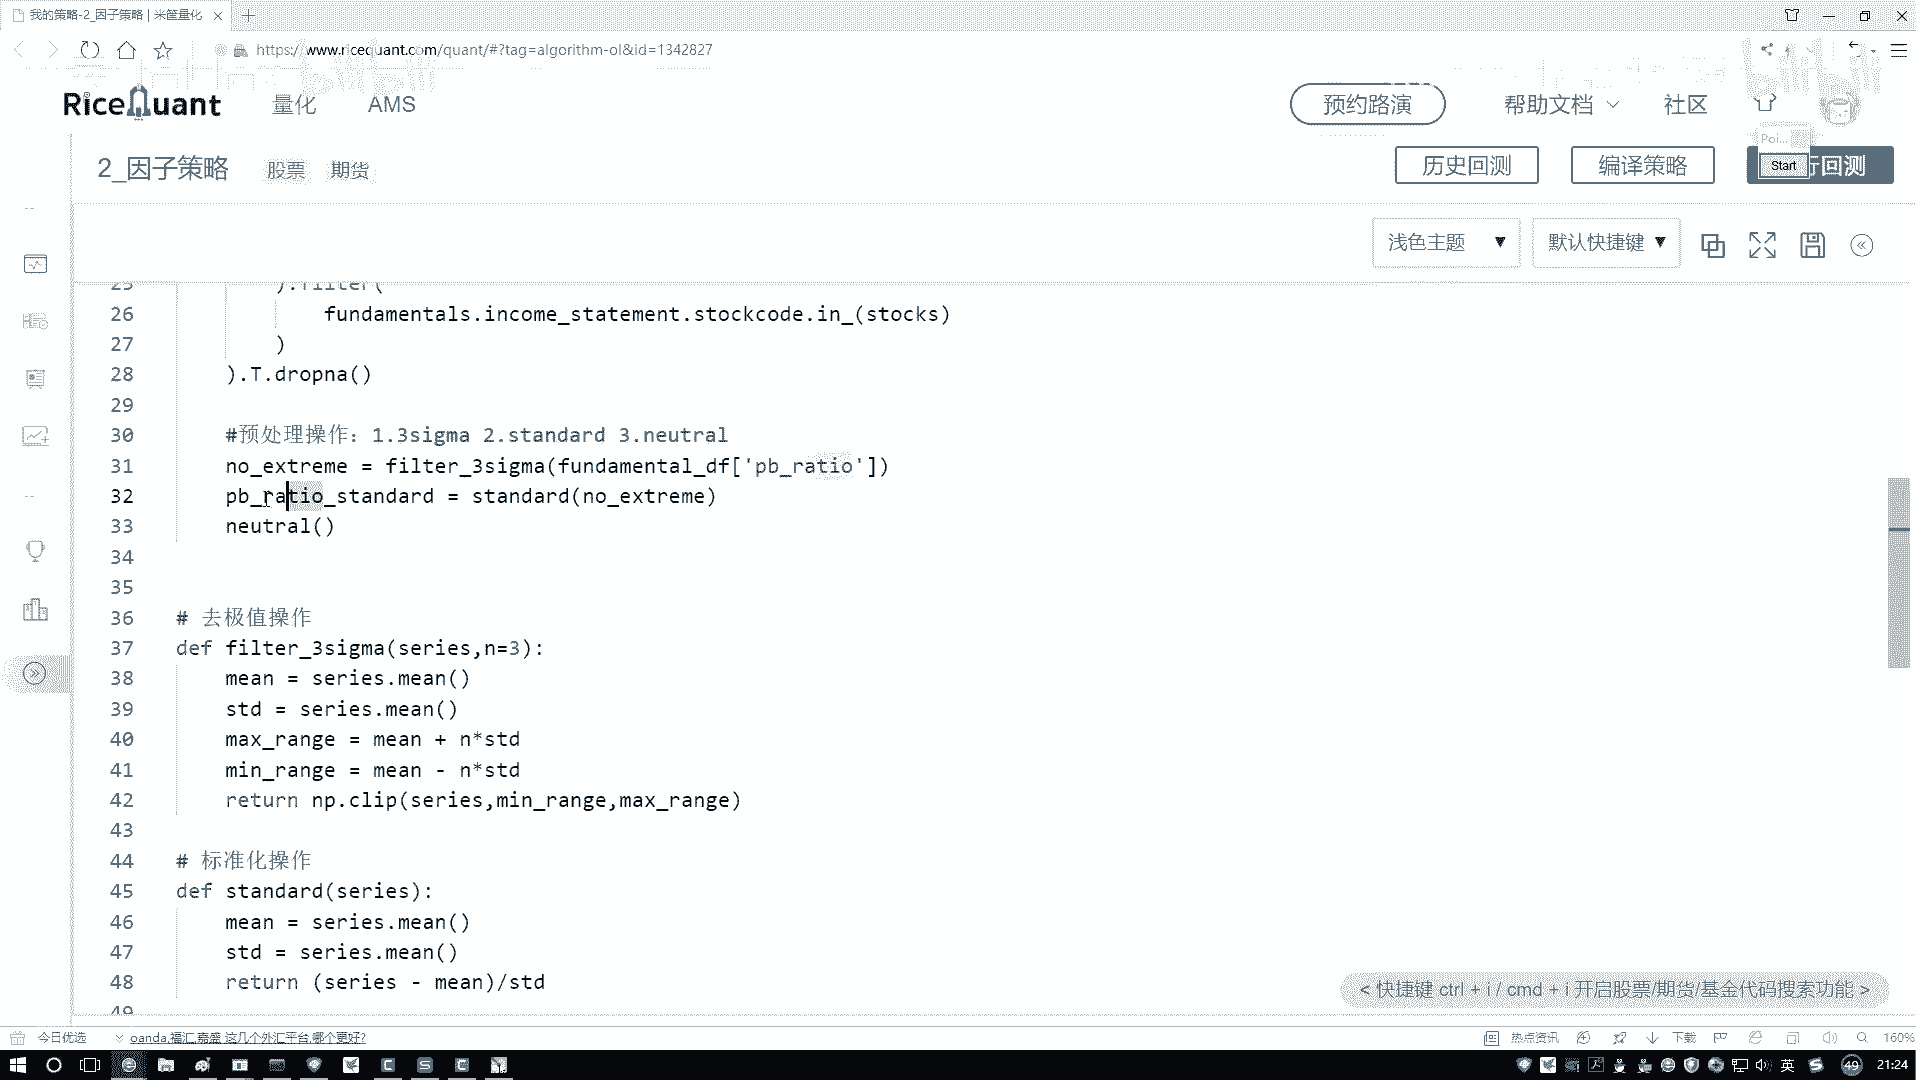 我的策略-2_因子策略 | 米筐量化
https://www.ricequant.com/quant/#?tag=algorithm-ol&id=1342827
RiceQuant 量化 AMS 预约路演 帮助文档 社区
Poi...
2_因子策略 股票 期货 历史回测 编译策略 Start 行回测
浅色主题 默认快捷键
25 ).filter(
26 fundamentals.income_statement.stockcode.in_(stocks)
27 )
28 ).T.dropna()
29
30 #预处理操作：1.3sigma 2.standard 3.neutral
31 no_extreme = filter_3sigma(fundamental_df['pb_ratio'])
32 pb_ratio_standard = standard(no_extreme)
33 neutral()
34
35
36 # 去极值操作
37 def filter_3sigma(series,n=3):
38 mean = series.mean()
39 std = series.mean()
40 max_range = mean + n*std
41 min_range = mean - n*std
42 return np.clip(series,min_range,max_range)
43
44 # 标准化操作
45 def standard(series):
46 mean = series.mean()
47 std = series.mean()
48 return (series - mean)/std
49
< 快捷键 ctrl + i / cmd + i 开启股票/期货/基金代码搜索功能 >
今日优选 oanda,福汇,嘉盛 这几个外汇平台,哪个更好? 热点资讯 下载 160%
英 49 21:24